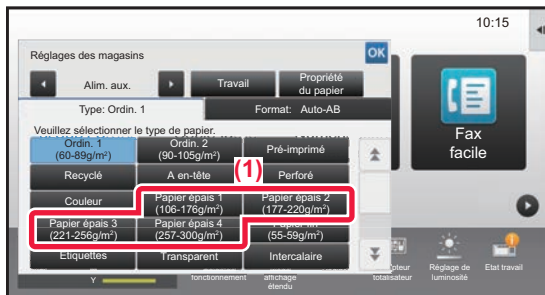 10:15
Réglages des magasins
OK
Alim. aux.
Travail
Propriété
du papier
Type: Ordin. 1
Format: Auto-AB
Veuillez sélectionner le type de papier.
Ordin. 1
(60-89g/m²)
Ordin. 2
(90-105g/m²)
Pré-imprimé
Recyclé
A en-tête
(1)
Perforé
Couleur
Papier épais 1
(106-176g/m²)
Papier épais 2
(177-220g/m²)
Papier épais 3
(221-256g/m²)
Papier épais 4
(257-300g/m²)
Papier fin
(55-59g/m²)
Etiquettes
Transparent
Intercalaire
Fax
facile
Y
fonctionnement
affichage
étendu
pteur
totalisateur
Réglage de
luminosité
Etat travail